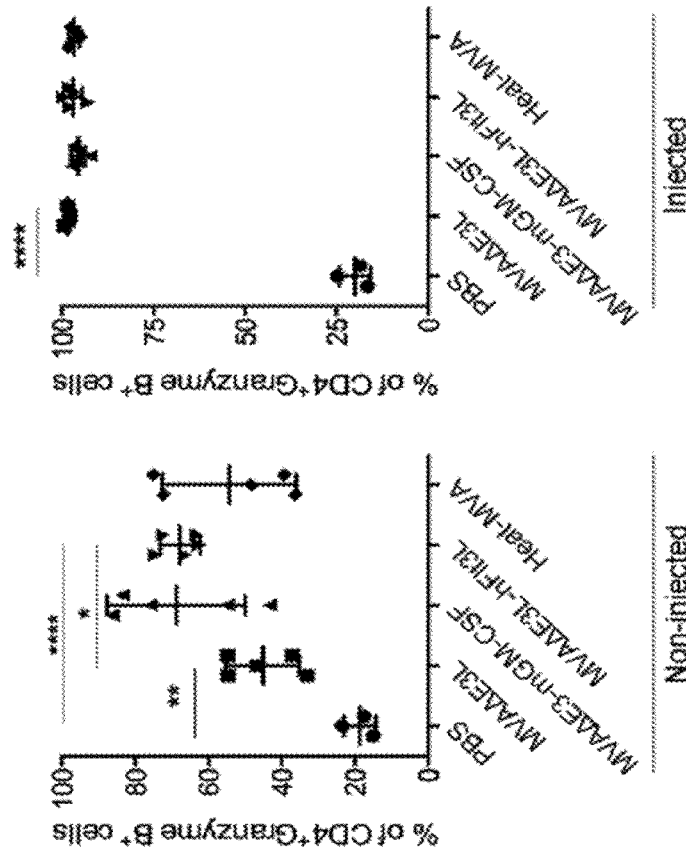 % of CD4⁺Granzyme B⁺ cells
100
80
60
40
20
0
****
*
**
PBS
MVAΔE3L
MVAΔE3-mGM-CSF
MVAΔE3L-hFlt3L
Heat-MVA
Non-injected
% of CD4⁺Granzyme B⁺ cells
100
75
50
25
0
****
PBS
MVAΔE3L
MVAΔE3-mGM-CSF
MVAΔE3L-hFlt3L
Heat-MVA
Injected